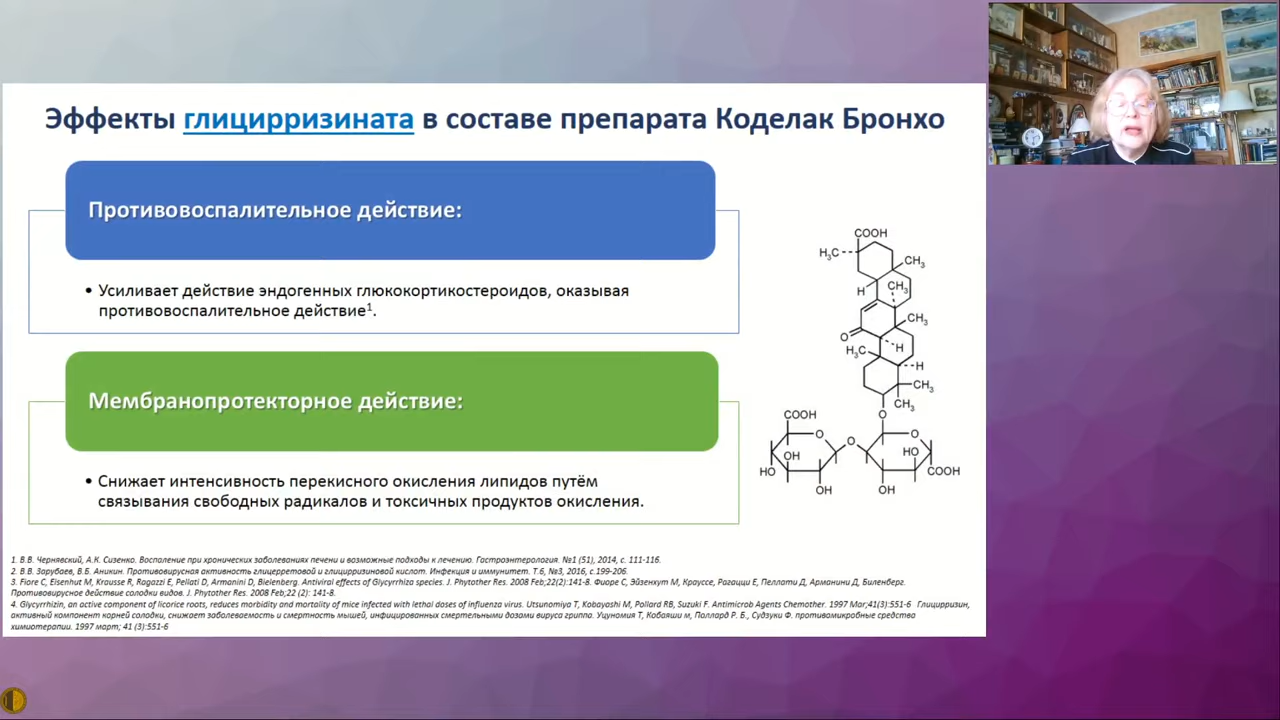 Эффекты глицирризината в составе препарата Коделак Бронхо
Противовоспалительное действие:
• Усиливает действие эндогенных глюкокортикостероидов, оказывая
противовоспалительное действие¹.
Мембранопротекторное действие:
• Снижает интенсивность перекисного окисления липидов путём
связывания свободных радикалов и токсичных продуктов окисления.
COOH
H₃C
CH₃
CH₃
H
CH₃
O
H
H₃C
H
CH₃
CH₃
O
COOH
O
O
O
OH
HO
HO
COOH
OH
OH
1. В.В. Чернявский, А.К. Сизенко. Воспаление при хронических заболеваниях печени и возможные подходы к лечению. Гастроэнтерология. №1 (51), 2014, с. 111-116.
2. В.В. Зарубаев, В.Б. Аникин. Противовирусная активность глицирретовой и глицирризиновой кислот. Инфекция и иммунитет. Т.6, №3, 2016, с.199-206.
3. Fiore C, Eisenhut M, Krausse R, Ragazzi E, Pellati D, Armanini D, Bielenberg. Antiviral effects of Glycyrrhiza species. J. Phytother Res. 2008 Feb;22(2):141-8. Фиоре С, Эйзенхут М, Крауссе, Рагацци Е, Пеллати Д, Арманини Д, Биленберг.
Противовирусное действие солодки видов. J. Phytother Res. 2008 Feb;22 (2): 141-8.
4. Glycyrrhizin, an active component of licorice roots, reduces morbidity and mortality of mice infected with lethal doses of influenza virus. Utsunomiya T, Kobayashi M, Pollard RB, Suzuki F. Antimicrob Agents Chemother. 1997 Mar;41(3):551-6 Глицирризин,
активный компонент корней солодки, снижает заболеваемость и смертность мышей, инфицированных смертельными дозами вируса гриппа. Уцуномия Т, Кобаяши м, Поллард Р. Б., Судзуки Ф. противомикробные средство
химиотерапии. 1997 март; 41 (3):551-6